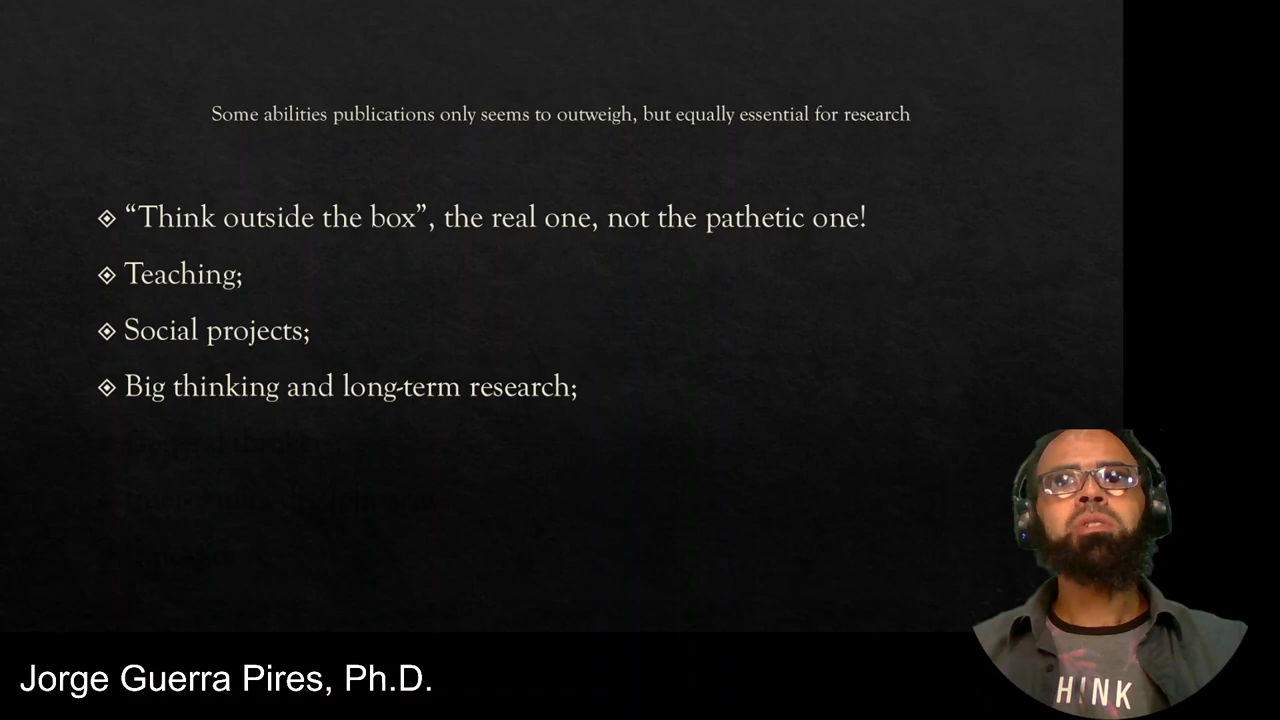 Some abilities publications only seems to outweigh, but equally essential for research
“Think outside the box”, the real one, not the pathetic one!
Teaching;
Social projects;
Big thinking and long-term research;
HINK
Jorge Guerra Pires, Ph.D.